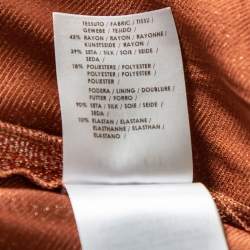 TESSUTO / FABRIC / TISSU /
GEWEBE / TEJIDO /
43% RAYON / RAYON / RAYONNE /
KUNSTSEIDE / RAYON /
39% SETA / SILK / SOIE / SEIDE /
SEDA /
18% POLIESTERE / POLYESTER /
POLYESTER / POLYESTER /
POLIESTER
FODERA / LINING / DOUBLURE /
FUTTER / FORRO /
90% SETA / SILK / SOIE / SEIDE /
SEDA /
10% ELASTAN / ELASTANE /
ELASTHANNE / ELASTHAN /
ELASTANO